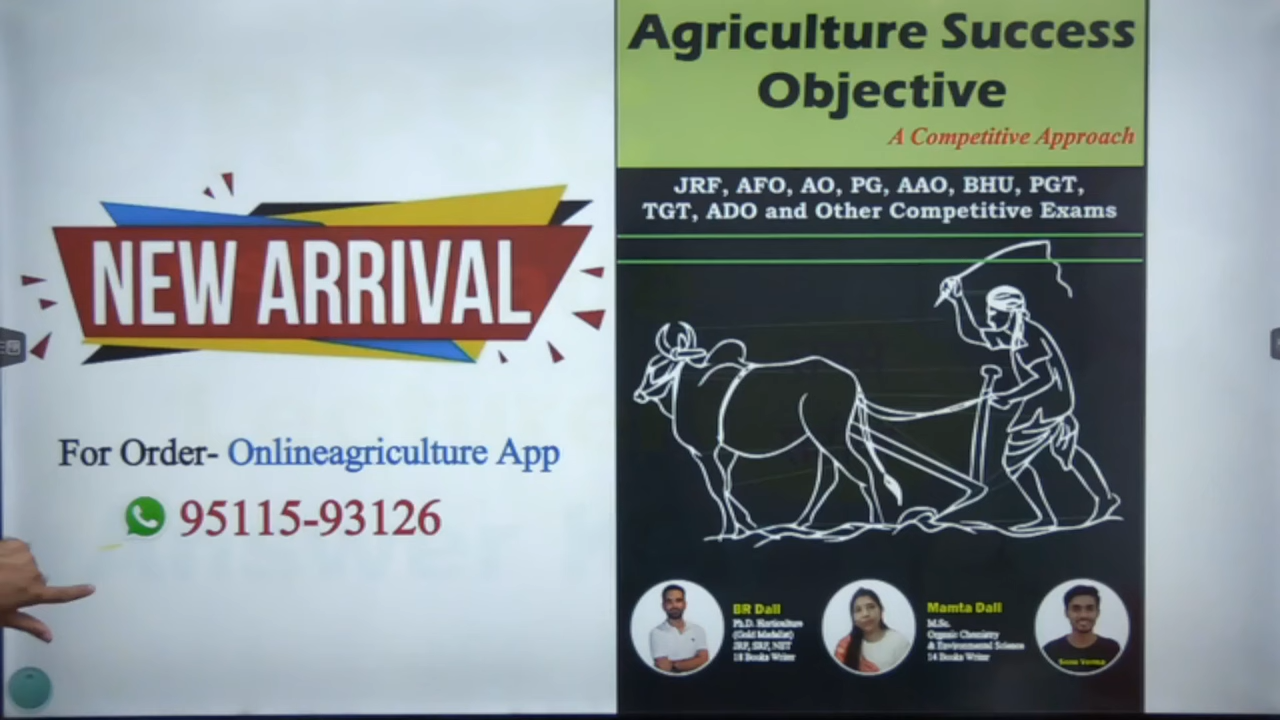 NEW ARRIVAL
For Order- Onlineagriculture App
95115-93126
Agriculture Success
Objective
A Competitive Approach
JRF, AFO, AO, PG, AAO, BHU, PGT,
TGT, ADO and Other Competitive Exams
BR Dall
Ph.D. Horticulture
(Gold Medalist)
JRF, SRF, NET
18 Books Writer
Mamta Dall
M.Sc.
Organic Chemistry
& Environmental Science
14 Books Writer
Verma